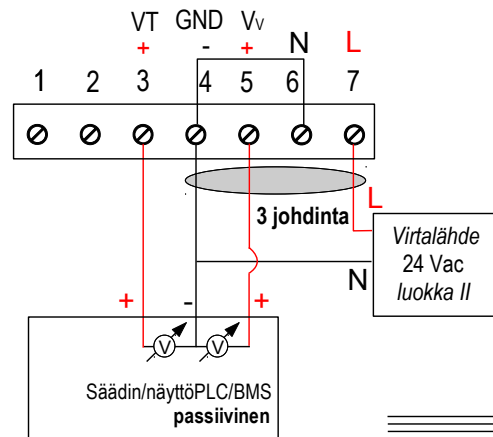 VT GND Vv
+ - + N L
1 2 3 4 5 6 7
L
3 johdinta
Virtalähde
24 Vac
luokka II
N
+ - +
V V
Säädin/näyttöPLC/BMS
passiivinen